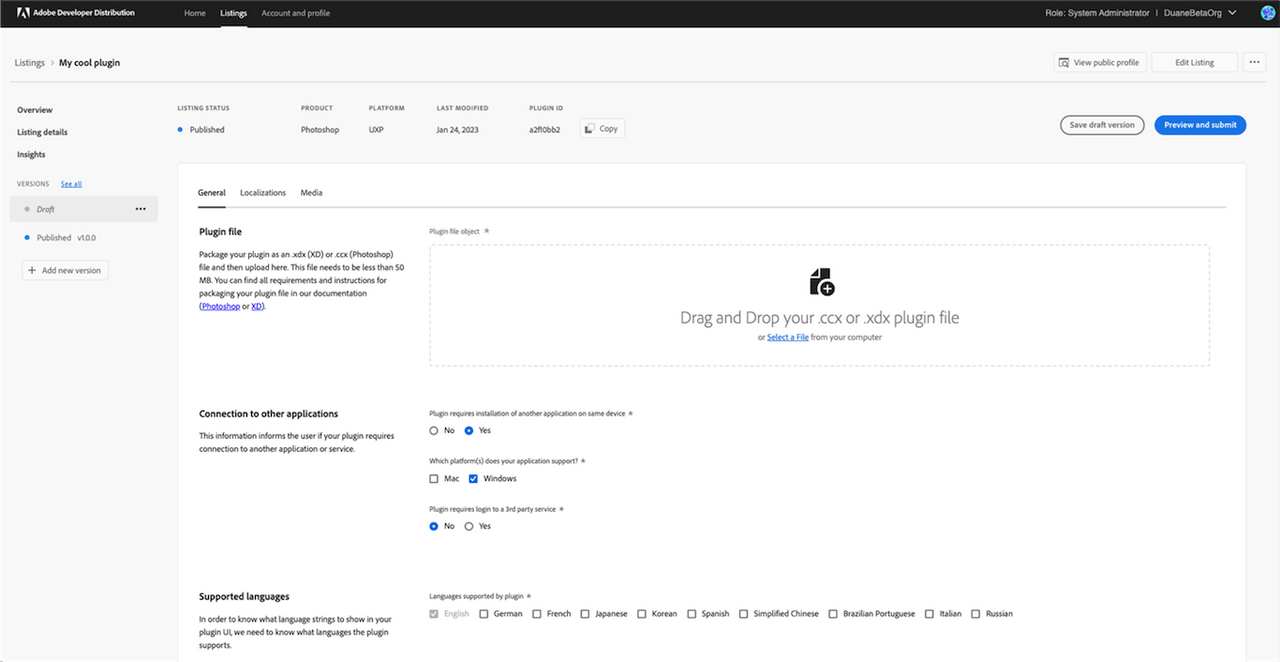 Adobe Developer Distribution Home Listings Account and profile Role: System Administrator | DuaneBetaOrg
Listings > My cool plugin View public profile Edit Listing ...
Overview
Listing details
Insights
VERSIONS See all
Draft ...
Published v1.0.0
+ Add new version
LISTING STATUS PRODUCT PLATFORM LAST MODIFIED PLUGIN ID
Published Photoshop UXP Jan 24, 2023 a2f10bb2 Copy
Save draft version Preview and submit
General Localizations Media
Plugin file
Package your plugin as an .xdx (XD) or .ccx (Photoshop)
file and then upload here. This file needs to be less than 50
MB. You can find all requirements and instructions for
packaging your plugin file in our documentation
(Photoshop or XD).
Plugin file object *
Drag and Drop your .ccx or .xdx plugin file
or Select a File from your computer
Connection to other applications
This information informs the user if your plugin requires
connection to another application or service.
Plugin requires installation of another application on same device *
No Yes
Which platform(s) does your application support? *
Mac Windows
Plugin requires login to a 3rd party service *
No Yes
Supported languages
In order to know what language strings to show in your
plugin UI, we need to know what languages the plugin
supports.
Languages supported by plugin *
English German French Japanese Korean Spanish Simplified Chinese Brazilian Portuguese Italian Russian